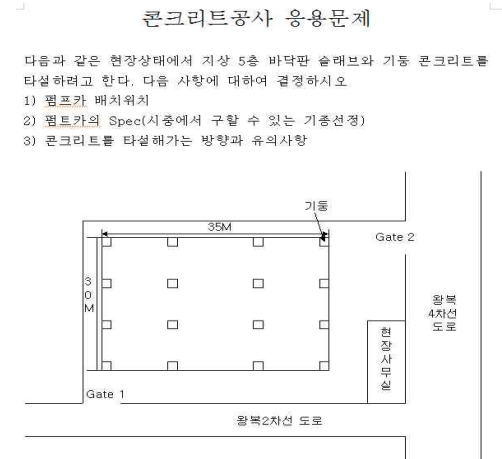 콘크리트공사 응용문제
다음과 같은 현장상태에서 지상 5층 바닥판 슬래브와 기둥 콘크리트를
타설하려고 한다. 다음 사항에 대하여 결정하시오
1) 펌프카 배치위치
2) 펌트카의 Spec(시중에서 구할 수 있는 기종선정)
3) 콘크리트를 타설해가는 방향과 유의사항
기둥
35M
Gate 2
30M
왕복
4차선
도로
현장사무실
Gate 1
왕복2차선 도로